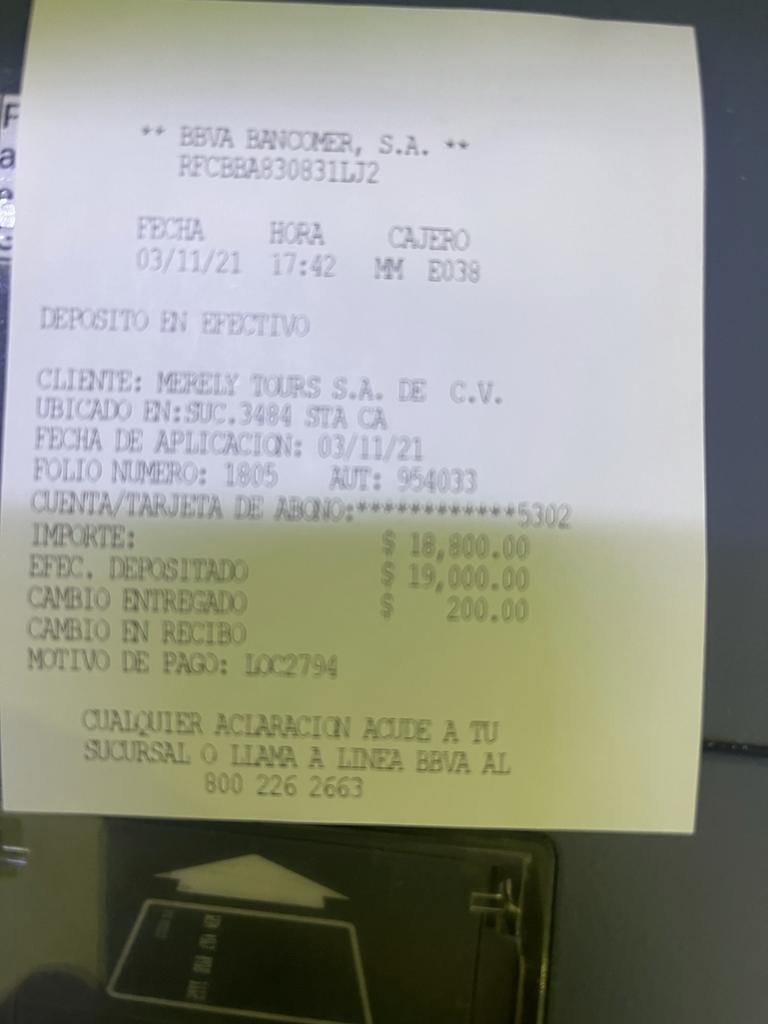 ** BBVA BANCOMER, S.A. **
RFCBBA830831LJ2
FECHA HORA CAJERO
03/11/21 17:42 MM E038
DEPOSITO EN EFECTIVO
CLIENTE: MERELY TOURS S.A. DE C.V.
UBICADO EN:SUC.3484 STA CA
FECHA DE APLICACION: 03/11/21
FOLIO NUMERO: 1805 AUT: 954033
CUENTA/TARJETA DE ABONO:************5302
IMPORTE: $ 18,800.00
EFEC. DEPOSITADO $ 19,000.00
CAMBIO ENTREGADO $ 200.00
CAMBIO EN RECIBO
MOTIVO DE PAGO: LOC2794
CUALQUIER ACLARACION ACUDE A TU
SUCURSAL O LLAMA A LINEA BBVA AL
800 226 2663